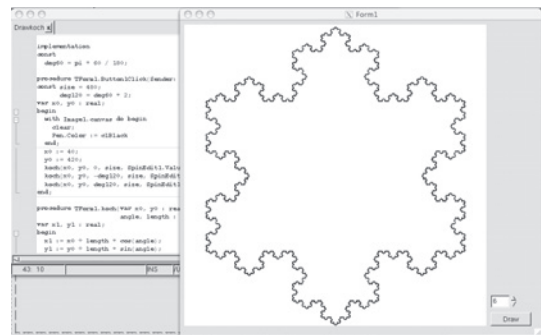 Form1
Drawkoch
implementation
const
deg60 = pi * 60 / 180;
procedure TForm1.Button1Click(Sender:
const size = 400;
deg120 = deg60 * 2;
var x0, y0 : real;
begin
with Image1.canvas do begin
clear;
Pen.Color := clBlack
end;
x0 := 40;
y0 := 420;
koch(x0, y0, 0, size, SpinEdit1.Valu
koch(x0, y0, -deg120, size, SpinEdit
koch(x0, y0, deg120, size, SpinEdit1
end;
procedure TForm1.koch(var x0, y0 : rea
angle, length :
var x1, y1 : real;
begin
x1 := x0 + length * cos(angle);
y1 := y0 + length * sin(angle);
43: 10 INS
6
Draw